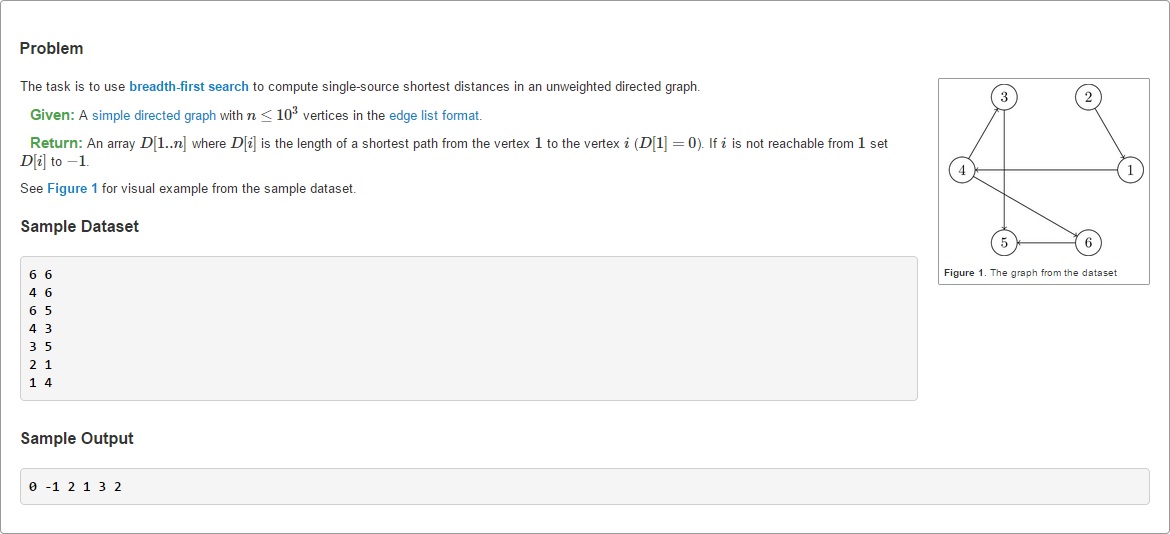 Problem
The task is to use breadth-first search to compute single-source shortest distances in an unweighted directed graph.
Given: A simple directed graph with n ≤ 10³ vertices in the edge list format.
Return: An array D[1..n] where D[i] is the length of a shortest path from the vertex 1 to the vertex i (D[1] = 0). If i is not reachable from 1 set
D[i] to −1.
See Figure 1 for visual example from the sample dataset.
3 2
4 1
5 6
Figure 1. The graph from the dataset
Sample Dataset
6 6
4 6
6 5
4 3
3 5
2 1
1 4
Sample Output
0 -1 2 1 3 2